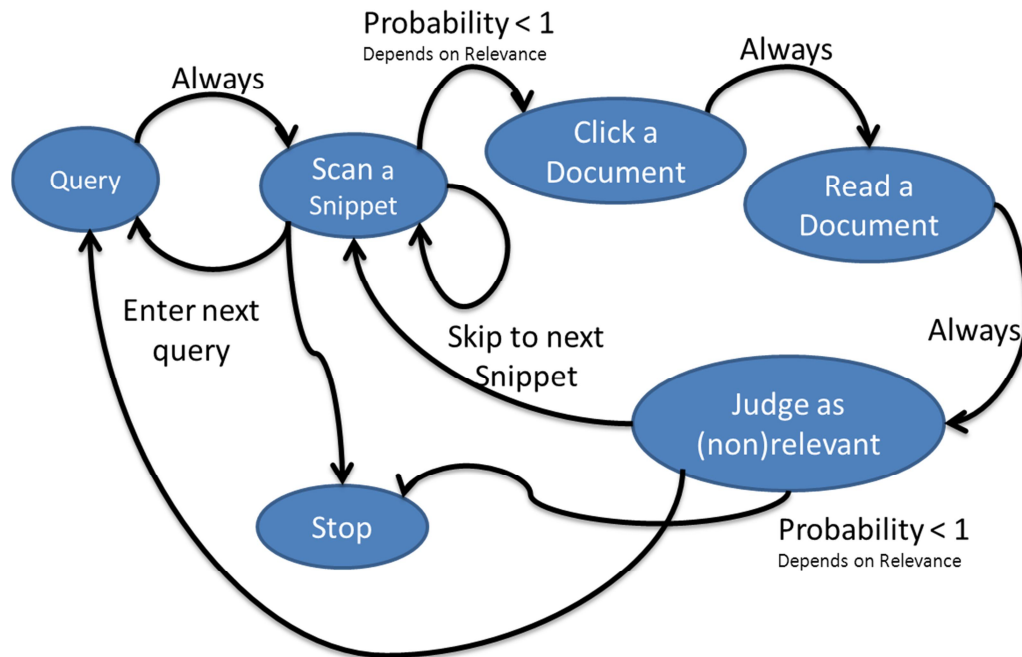 Probability < 1
Depends on Relevance
Always
Always
Query
Scan a
Snippet
Click a
Document
Read a
Document
Enter next
query
Skip to next
Snippet
Always
Judge as
(non)relevant
Stop
Probability < 1
Depends on Relevance